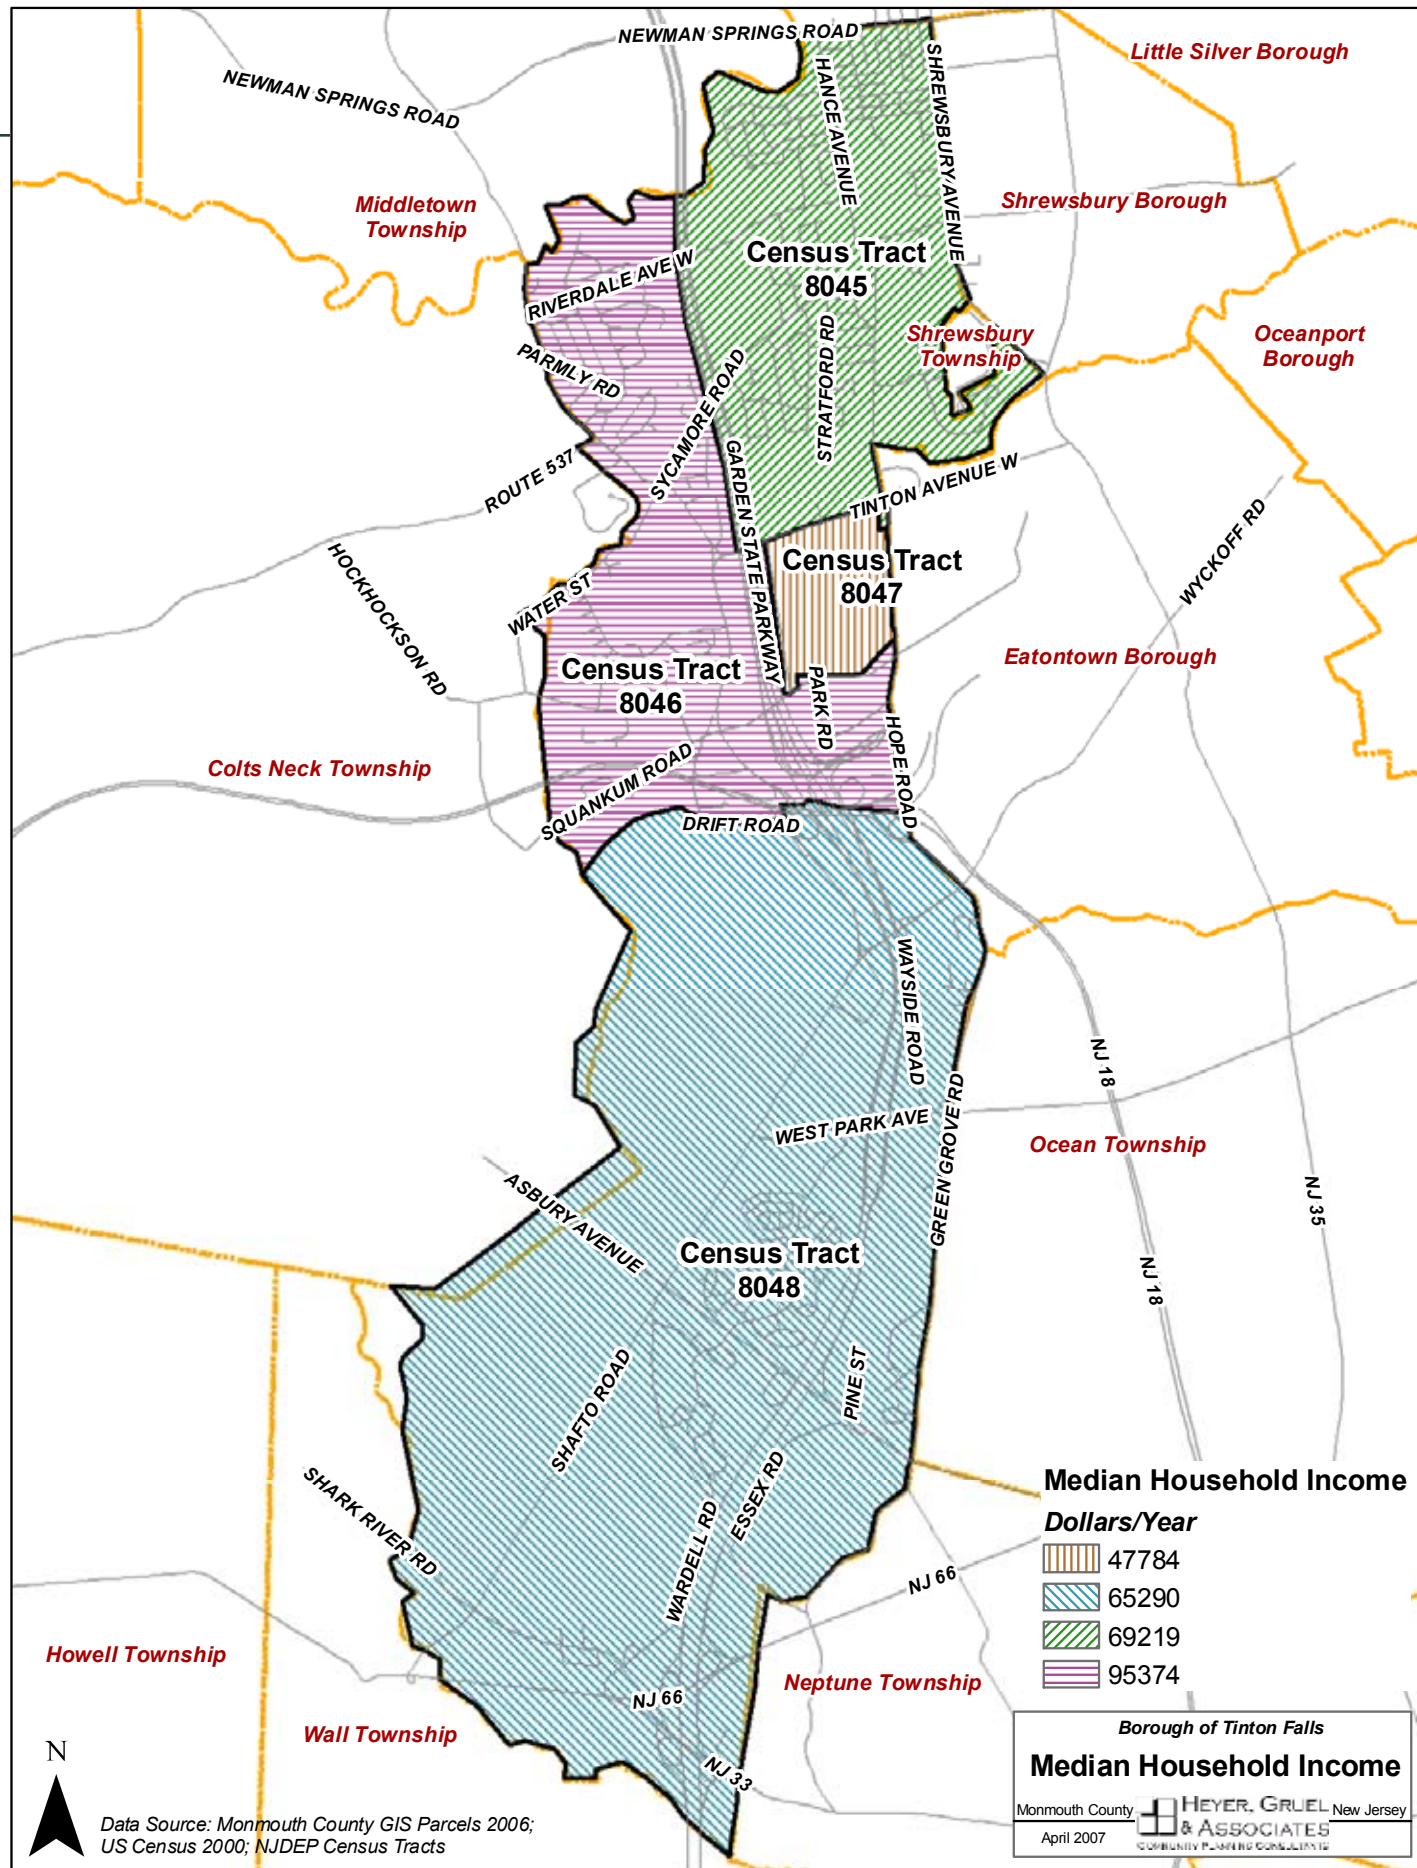 NEWMAN SPRINGS ROAD
NEWMAN SPRINGS ROAD
Little Silver Borough
HANCE AVENUE
SHREWSBURY AVENUE
Middletown
Township
Shrewsbury Borough
Census Tract
8045
RIVERDALE AVE W
Shrewsbury
Township
Oceanport
Borough
PARMLY RD
STRATFORD RD
SYCAMORE ROAD
ROUTE 537
GARDEN STATE PARKWAY
TINTON AVENUE W
WYCKOFF RD
HOCKHOCKSON RD
Census Tract
8047
WATER ST
Census Tract
8046
Eatontown Borough
PARK RD
HOPE ROAD
Colts Neck Township
SQUANKUM ROAD
DRIFT ROAD
WAYSIDE ROAD
NJ 18
GREEN GROVE RD
WEST PARK AVE
Ocean Township
ASBURY AVENUE
NJ 35
Census Tract
8048
NJ 18
SHAFTO ROAD
PINE ST
SHARK RIVER RD
ESSEX RD
WARDELL RD
Median Household Income
Dollars/Year
47784
65290
69219
95374
NJ 66
Howell Township
Neptune Township
NJ 66
Wall Township
NJ 33
N
Data Source: Monmouth County GIS Parcels 2006;
US Census 2000; NJDEP Census Tracts
Borough of Tinton Falls
Median Household Income
Monmouth County
New Jersey
April 2007
HEYER, GRUEL
& ASSOCIATES
COMMUNITY PLANNING CONSULTANTS